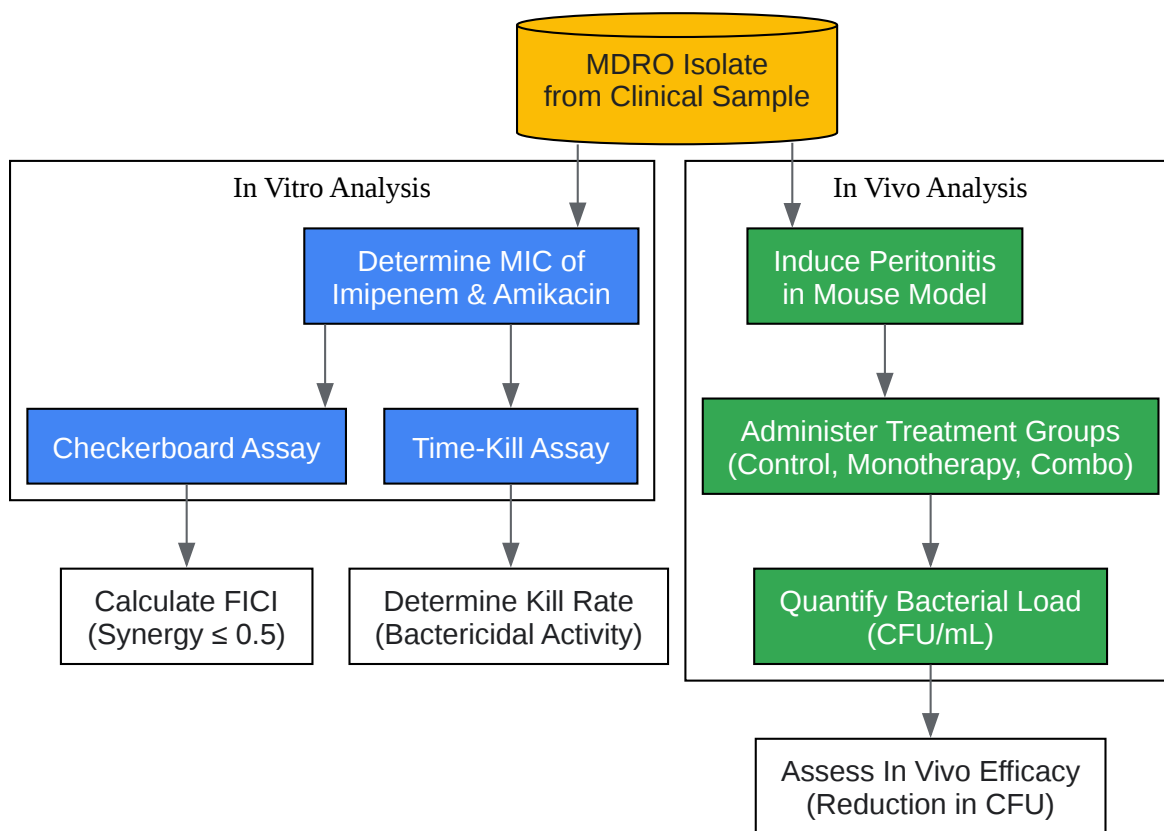 MDRO Isolate
from Clinical Sample
In Vitro Analysis
Determine MIC of
Imipenem & Amikacin
Checkerboard Assay
Time-Kill Assay
Calculate FICI
(Synergy ≤ 0.5)
Determine Kill Rate
(Bactericidal Activity)
In Vivo Analysis
Induce Peritonitis
in Mouse Model
Administer Treatment Groups
(Control, Monotherapy, Combo)
Quantify Bacterial Load
(CFU/mL)
Assess In Vivo Efficacy
(Reduction in CFU)